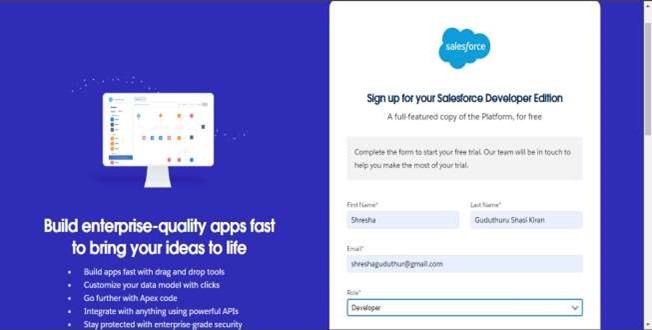 Build enterprise-quality apps fast
to bring your ideas to life
• Build apps fast with drag and drop tools
• Customize your data model with clicks
• Go further with Apex code
• Integrate with anything using powerful APIs
• Stay protected with enterprise-grade security
salesforce
Sign up for your Salesforce Developer Edition
A full-featured copy of the Platform, for free
Complete the form to start your free trial. Our team will be in touch to
help you make the most of your trial.
First Name* Last Name*
Shresha Guduthuru Shasi Kiran
Email*
shreshaguduthur@gmail.com
Role*
Developer